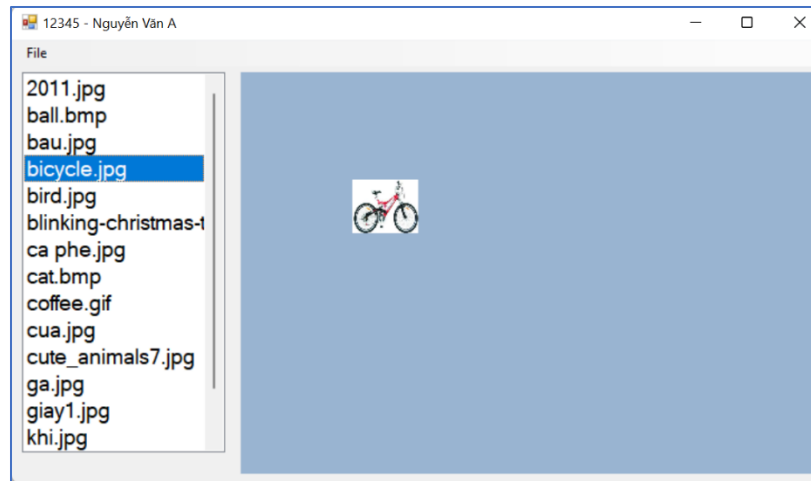 12345 - Nguyễn Văn A
File
2011.jpg
ball.bmp
bau.jpg
bicycle.jpg
bird.jpg
blinking-christmas-t
ca phe.jpg
cat.bmp
coffee.gif
cua.jpg
cute_animals7.jpg
ga.jpg
giay1.jpg
khi.jpg